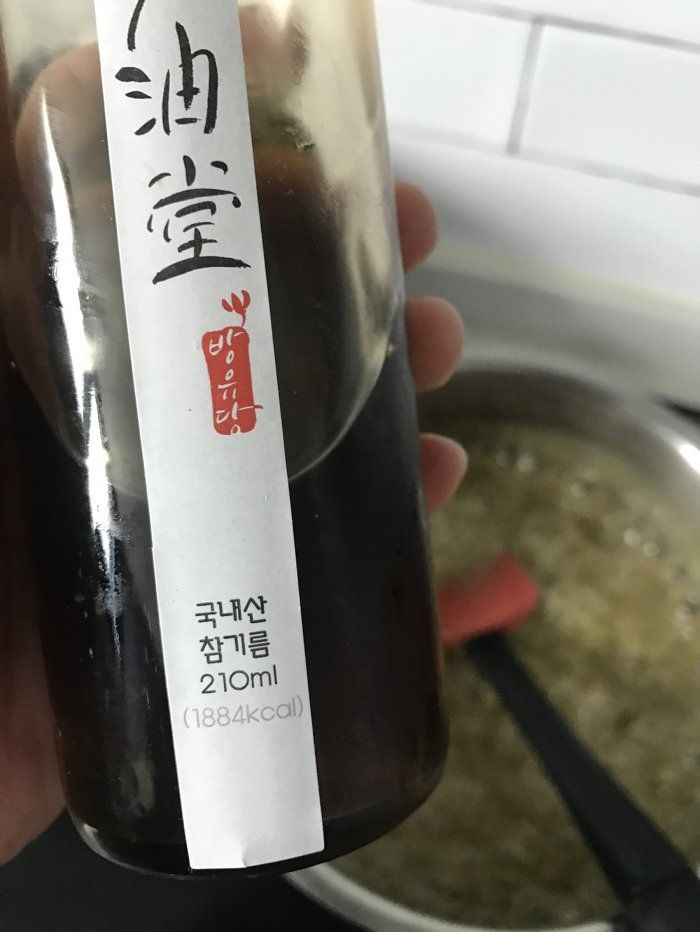 油
堂
방유당
국내산
참기름
210ml
(1884kcal)